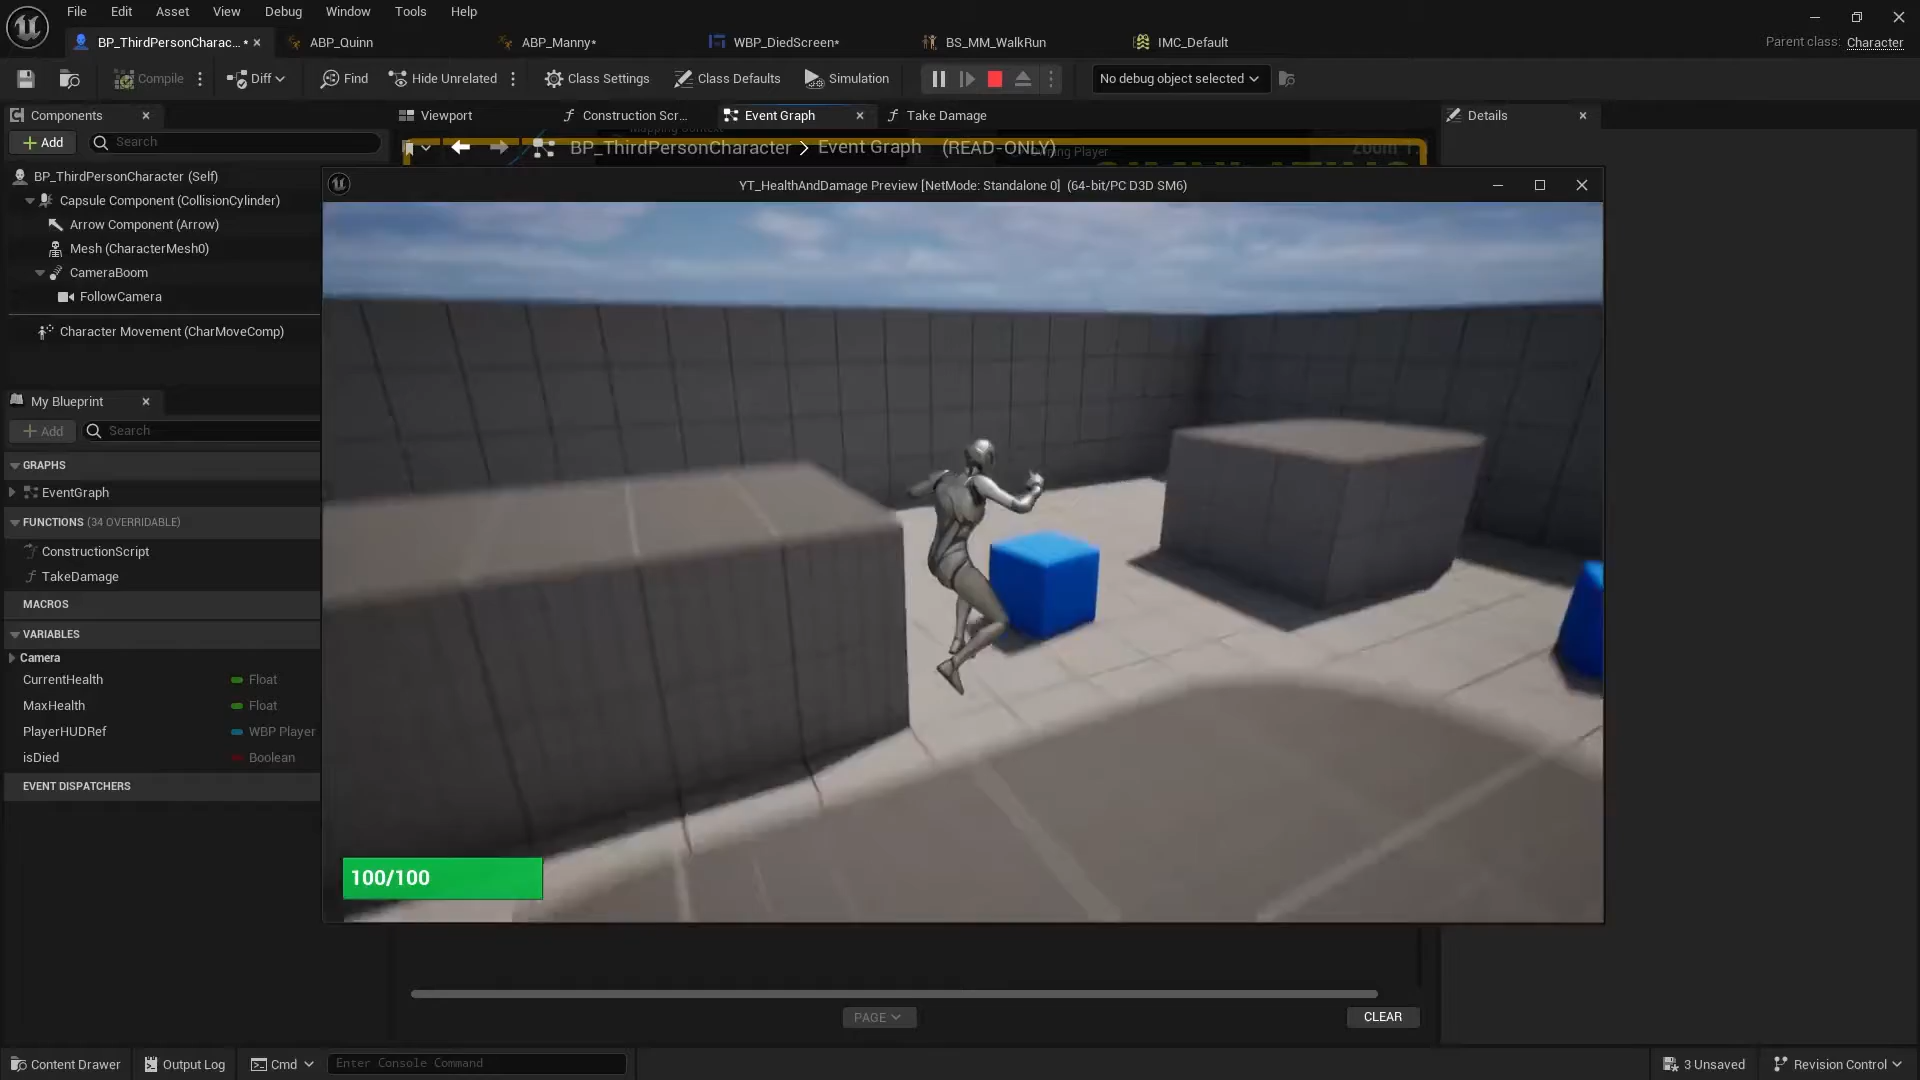 File Edit Asset View Debug Window Tools Help
BP_ThirdPersonCharac... • ABP_Quinn ABP_Manny* WBP_DiedScreen* BS_MM_WalkRun IMC_Default Parent class: Character
Compile Diff Find Hide Unrelated Class Settings Class Defaults Simulation No debug object selected
Components Viewport Construction Scr... Event Graph Take Damage Details
Add Search
BP_ThirdPersonCharacter Event Graph (READ-ONLY)
BP_ThirdPersonCharacter (Self)
YT_HealthAndDamage Preview [NetMode: Standalone 0] (64-bit/PC D3D SM6)
Capsule Component (CollisionCylinder)
Arrow Component (Arrow)
Mesh (CharacterMesh0)
CameraBoom
FollowCamera
Character Movement (CharMoveComp)
My Blueprint
Add Search
GRAPHS
EventGraph
FUNCTIONS (34 OVERRIDABLE)
ConstructionScript
TakeDamage
MACROS
VARIABLES
Camera
CurrentHealth Float
MaxHealth Float
PlayerHUDRef WBP Player
isDied Boolean
EVENT DISPATCHERS
100/100
PAGE CLEAR
Content Drawer Output Log Cmd Enter Console Command 3 Unsaved Revision Control